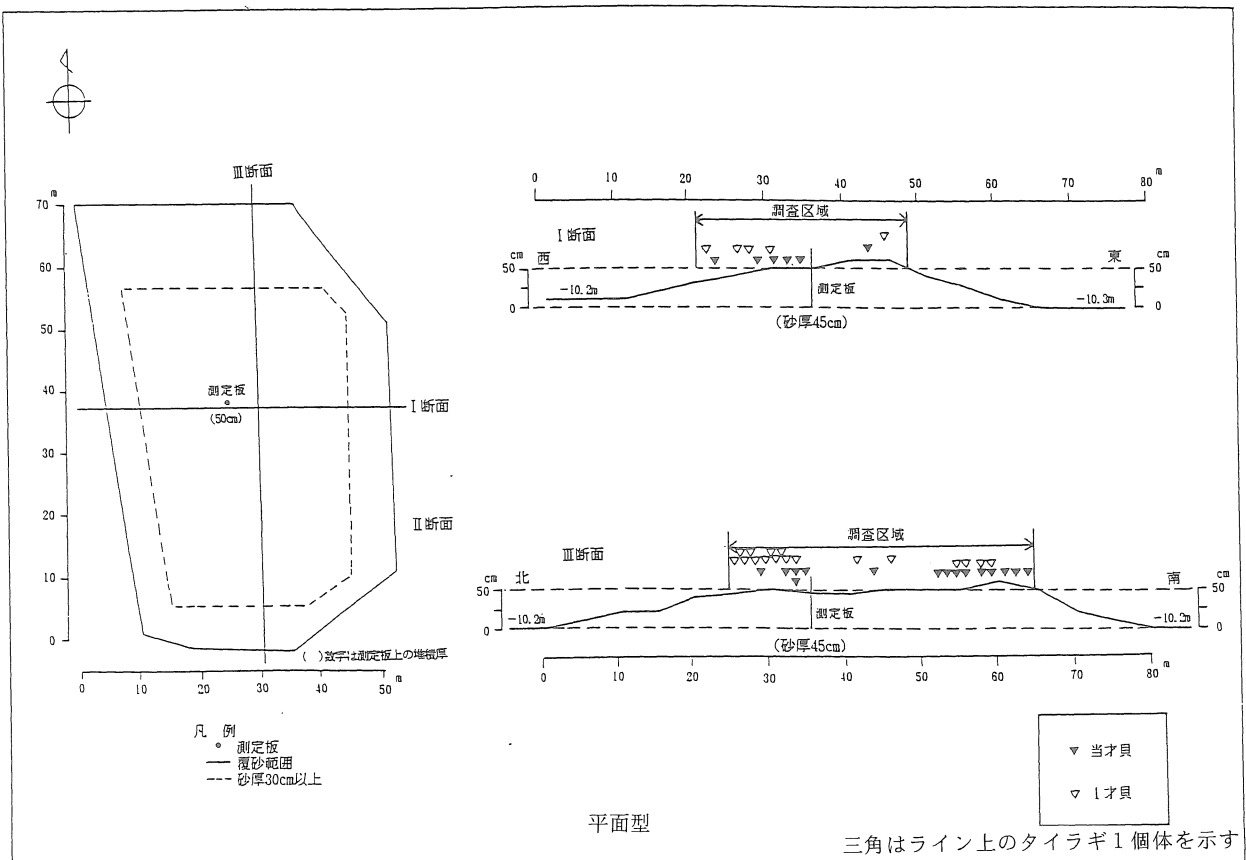 Ⅲ断面
m
70
60
50
40
30
20
10
0
測定板
(50cm)
Ⅰ断面
Ⅱ断面
( )数字は測定板上の堆積厚
0 10 20 30 40 50 m
凡 例
測定板
覆砂範囲
砂厚30cm以上
0 10 20 30 40 50 60 70 80 m
調査区域
Ⅰ断面
cm 西 東 cm
50 50
-10.2m 測定板 -10.3m
0 0
(砂厚45cm)
調査区域
Ⅲ断面
cm 北 南 cm
50 50
-10.2m 測定板 -10.2m
0 0
(砂厚45cm)
0 10 20 30 40 50 60 70 80 m
当才貝
1才貝
平面型
三角はライン上のタイラギ1個体を示す